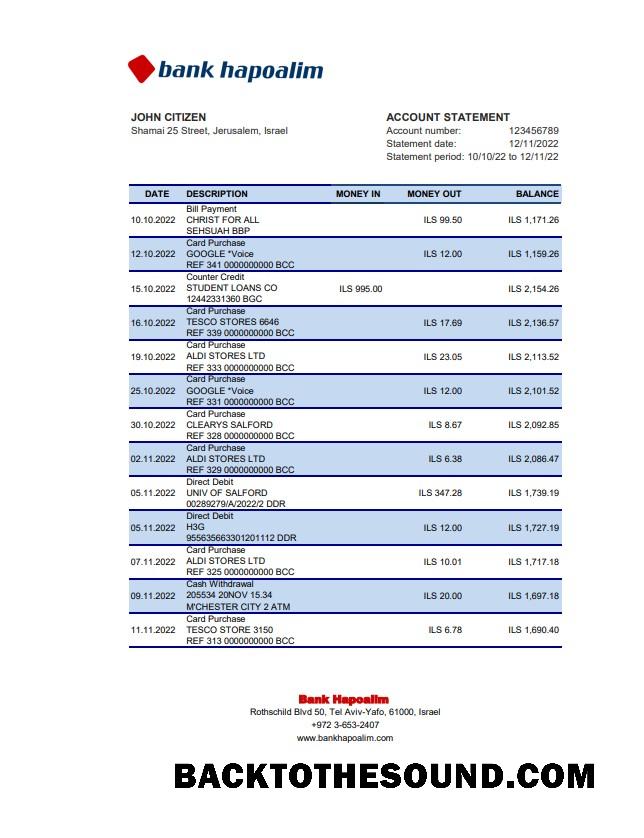 bank hapoalim
JOHN CITIZEN
Shamai 25 Street, Jerusalem, Israel
ACCOUNT STATEMENT
Account number: 123456789
Statement date: 12/11/2022
Statement period: 10/10/22 to 12/11/22
DATE DESCRIPTION MONEY IN MONEY OUT BALANCE
Bill Payment
10.10.2022 CHRIST FOR ALL ILS 99.50 ILS 1,171.26
SEHSUAH BBP
Card Purchase
12.10.2022 GOOGLE *Voice ILS 12.00 ILS 1,159.26
REF 341 0000000000 BCC
Counter Credit
15.10.2022 STUDENT LOANS CO ILS 995.00 ILS 2,154.26
12442331360 BGC
Card Purchase
16.10.2022 TESCO STORES 6646 ILS 17.69 ILS 2,136.57
REF 339 0000000000 BCC
Card Purchase
19.10.2022 ALDI STORES LTD ILS 23.05 ILS 2,113.52
REF 333 0000000000 BCC
Card Purchase
25.10.2022 GOOGLE *Voice ILS 12.00 ILS 2,101.52
REF 331 0000000000 BCC
Card Purchase
30.10.2022 CLEARYS SALFORD ILS 8.67 ILS 2,092.85
REF 328 0000000000 BCC
Card Purchase
02.11.2022 ALDI STORES LTD ILS 6.38 ILS 2,086.47
REF 329 0000000000 BCC
Direct Debit
05.11.2022 UNIV OF SALFORD ILS 347.28 ILS 1,739.19
00289279/A/2022/2 DDR
Direct Debit
05.11.2022 H3G ILS 12.00 ILS 1,727.19
955635663301201112 DDR
Card Purchase
07.11.2022 ALDI STORES LTD ILS 10.01 ILS 1,717.18
REF 325 0000000000 BCC
Cash Withdrawal
09.11.2022 205534 20NOV 15.34 ILS 20.00 ILS 1,697.18
M'CHESTER CITY 2 ATM
Card Purchase
11.11.2022 TESCO STORE 3150 ILS 6.78 ILS 1,690.40
REF 313 0000000000 BCC
Bank Hapoalim
Rothschild Blvd 50, Tel Aviv-Yafo, 61000, Israel
+972 3-653-2407
www.bankhapoalim.com
BACKTOTHESOUND.COM